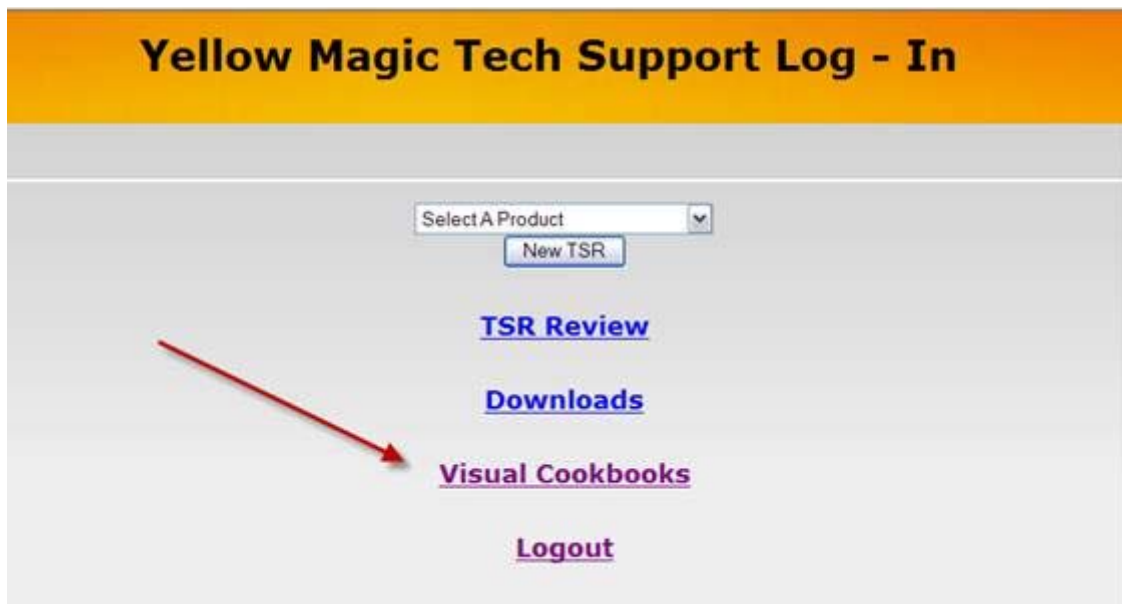 Yellow Magic Tech Support Log - In
Select A Product
New TSR
TSR Review
Downloads
Visual Cookbooks
Logout